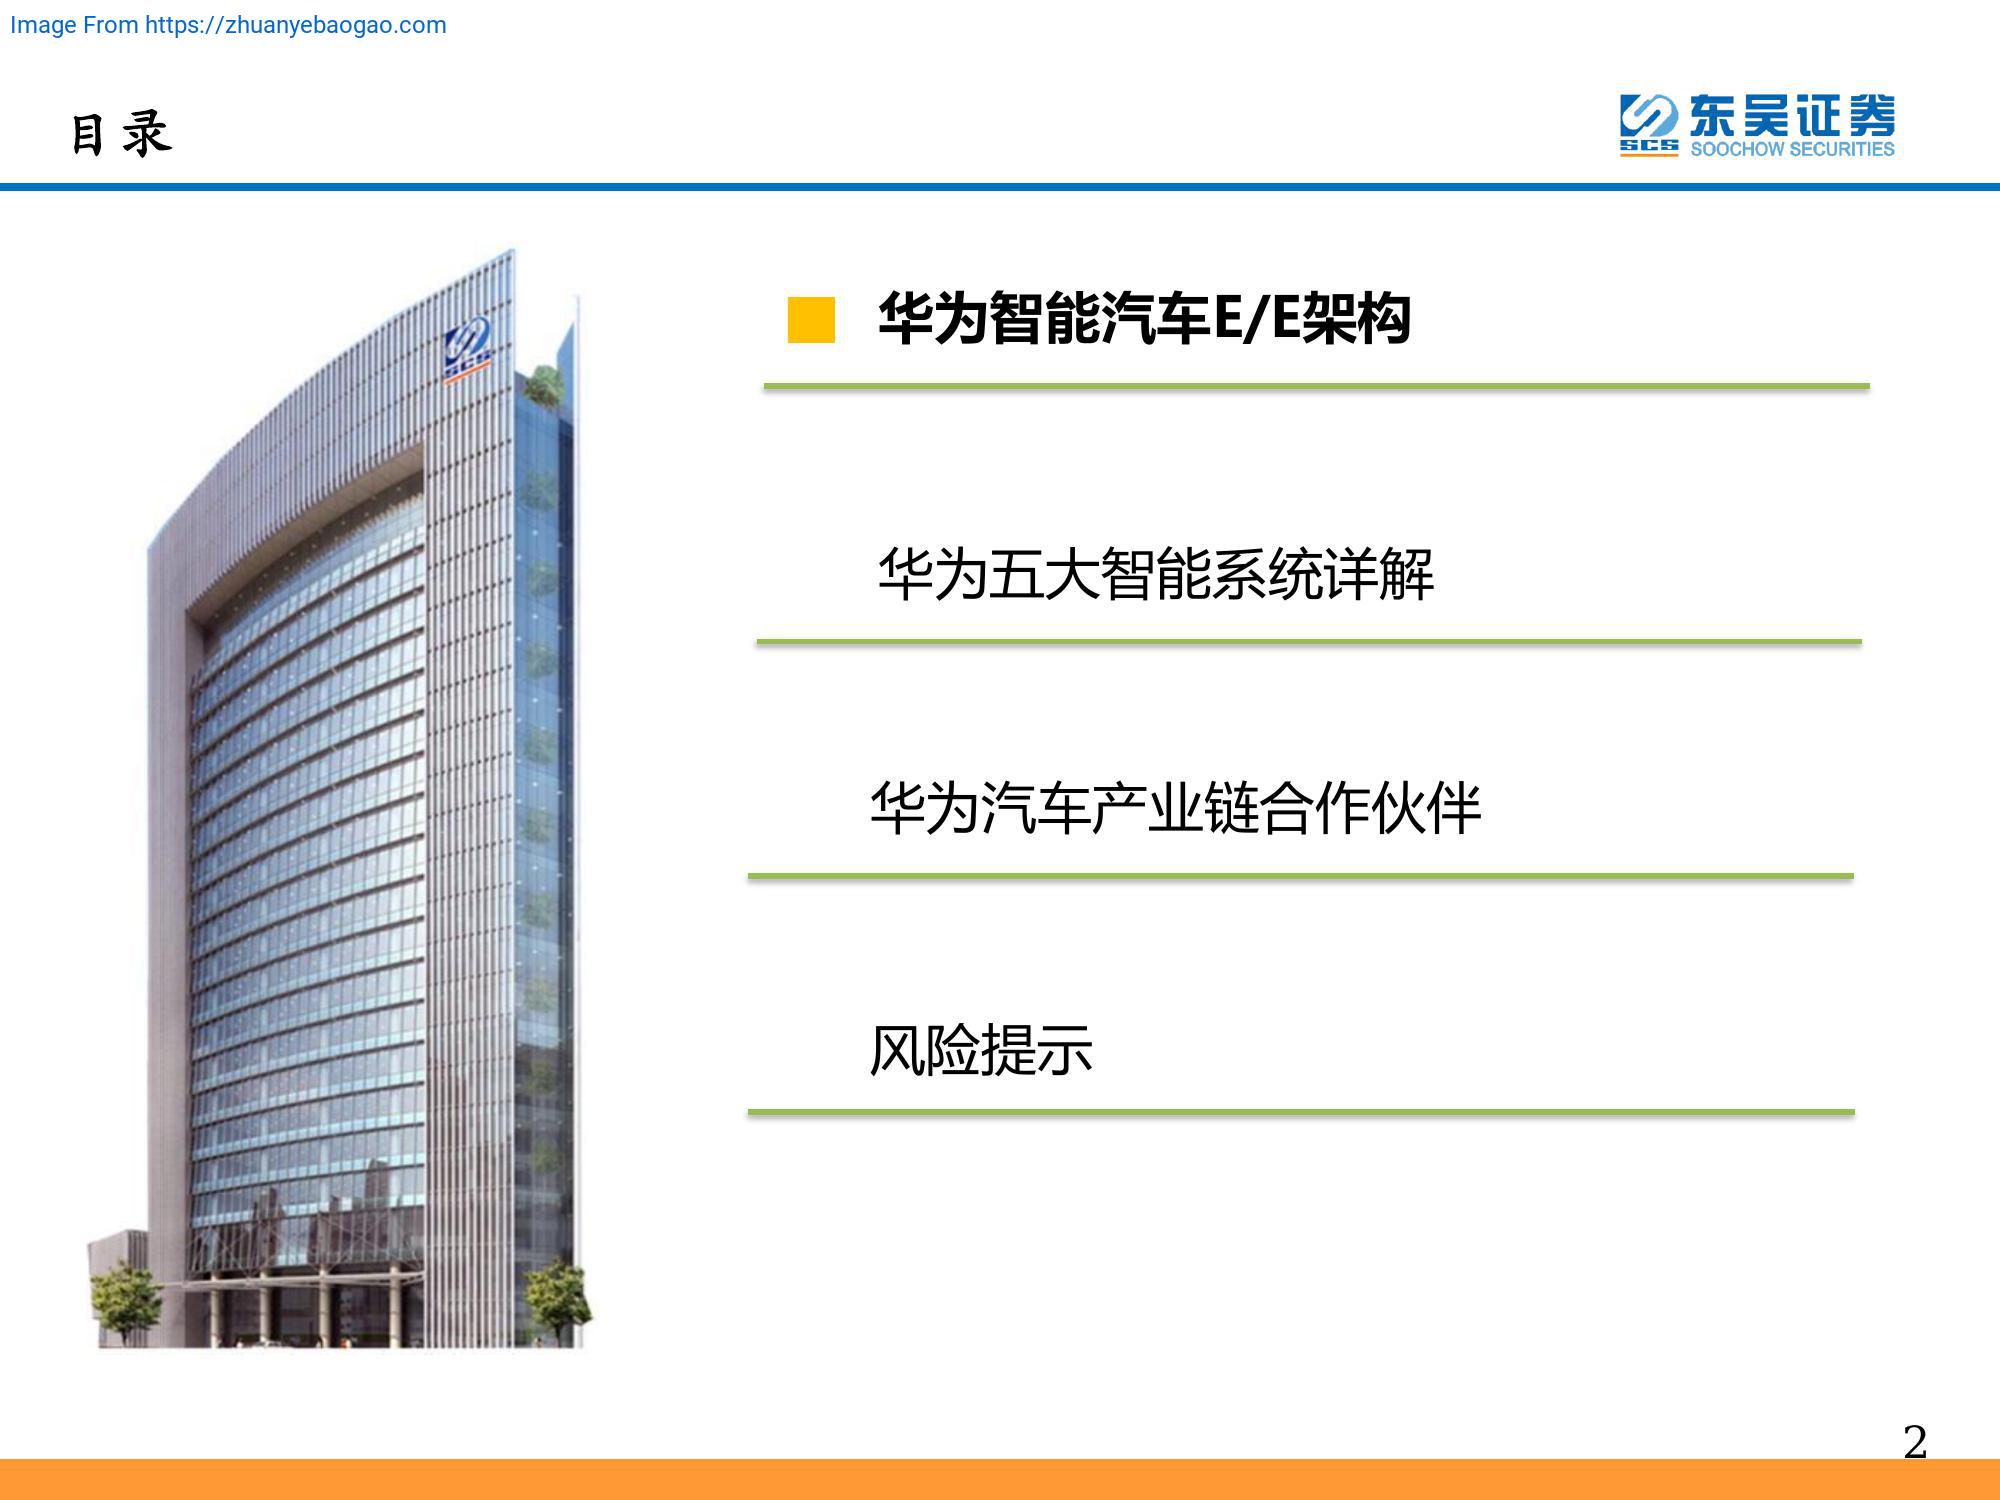 Image From https://zhuanyebaogao.com
目录
东吴证券
SCS
SOOCHOW SECURITIES
SCS
华为智能汽车E/E架构
华为五大智能系统详解
华为汽车产业链合作伙伴
风险提示
2